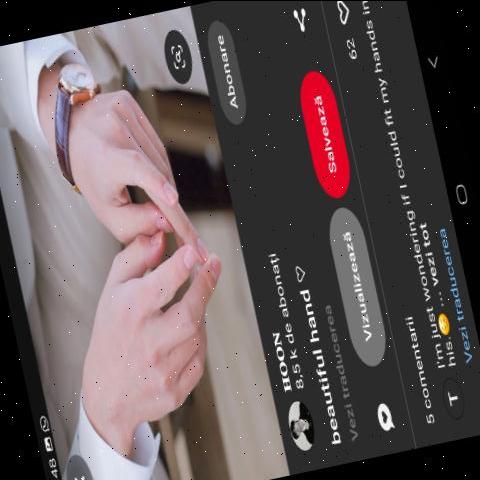 48
HOON
8,5 k de abonați
Abonare
beautiful hand ♡
Vezi traducerea
Vizualizează
Salvează
62
5 comentarii
T
I'm just wondering if I could fit my hands in
his🥺 ... vezi tot
Vezi traducerea